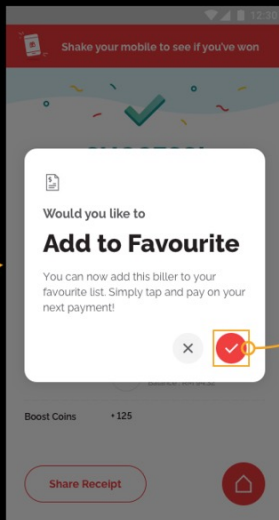 12:30
Shake your mobile to see if you've won
Would you like to
Add to Favourite
You can now add this biller to your
favourite list. Simply tap and pay on your
next payment!
Boost Coins +125
Share Receipt